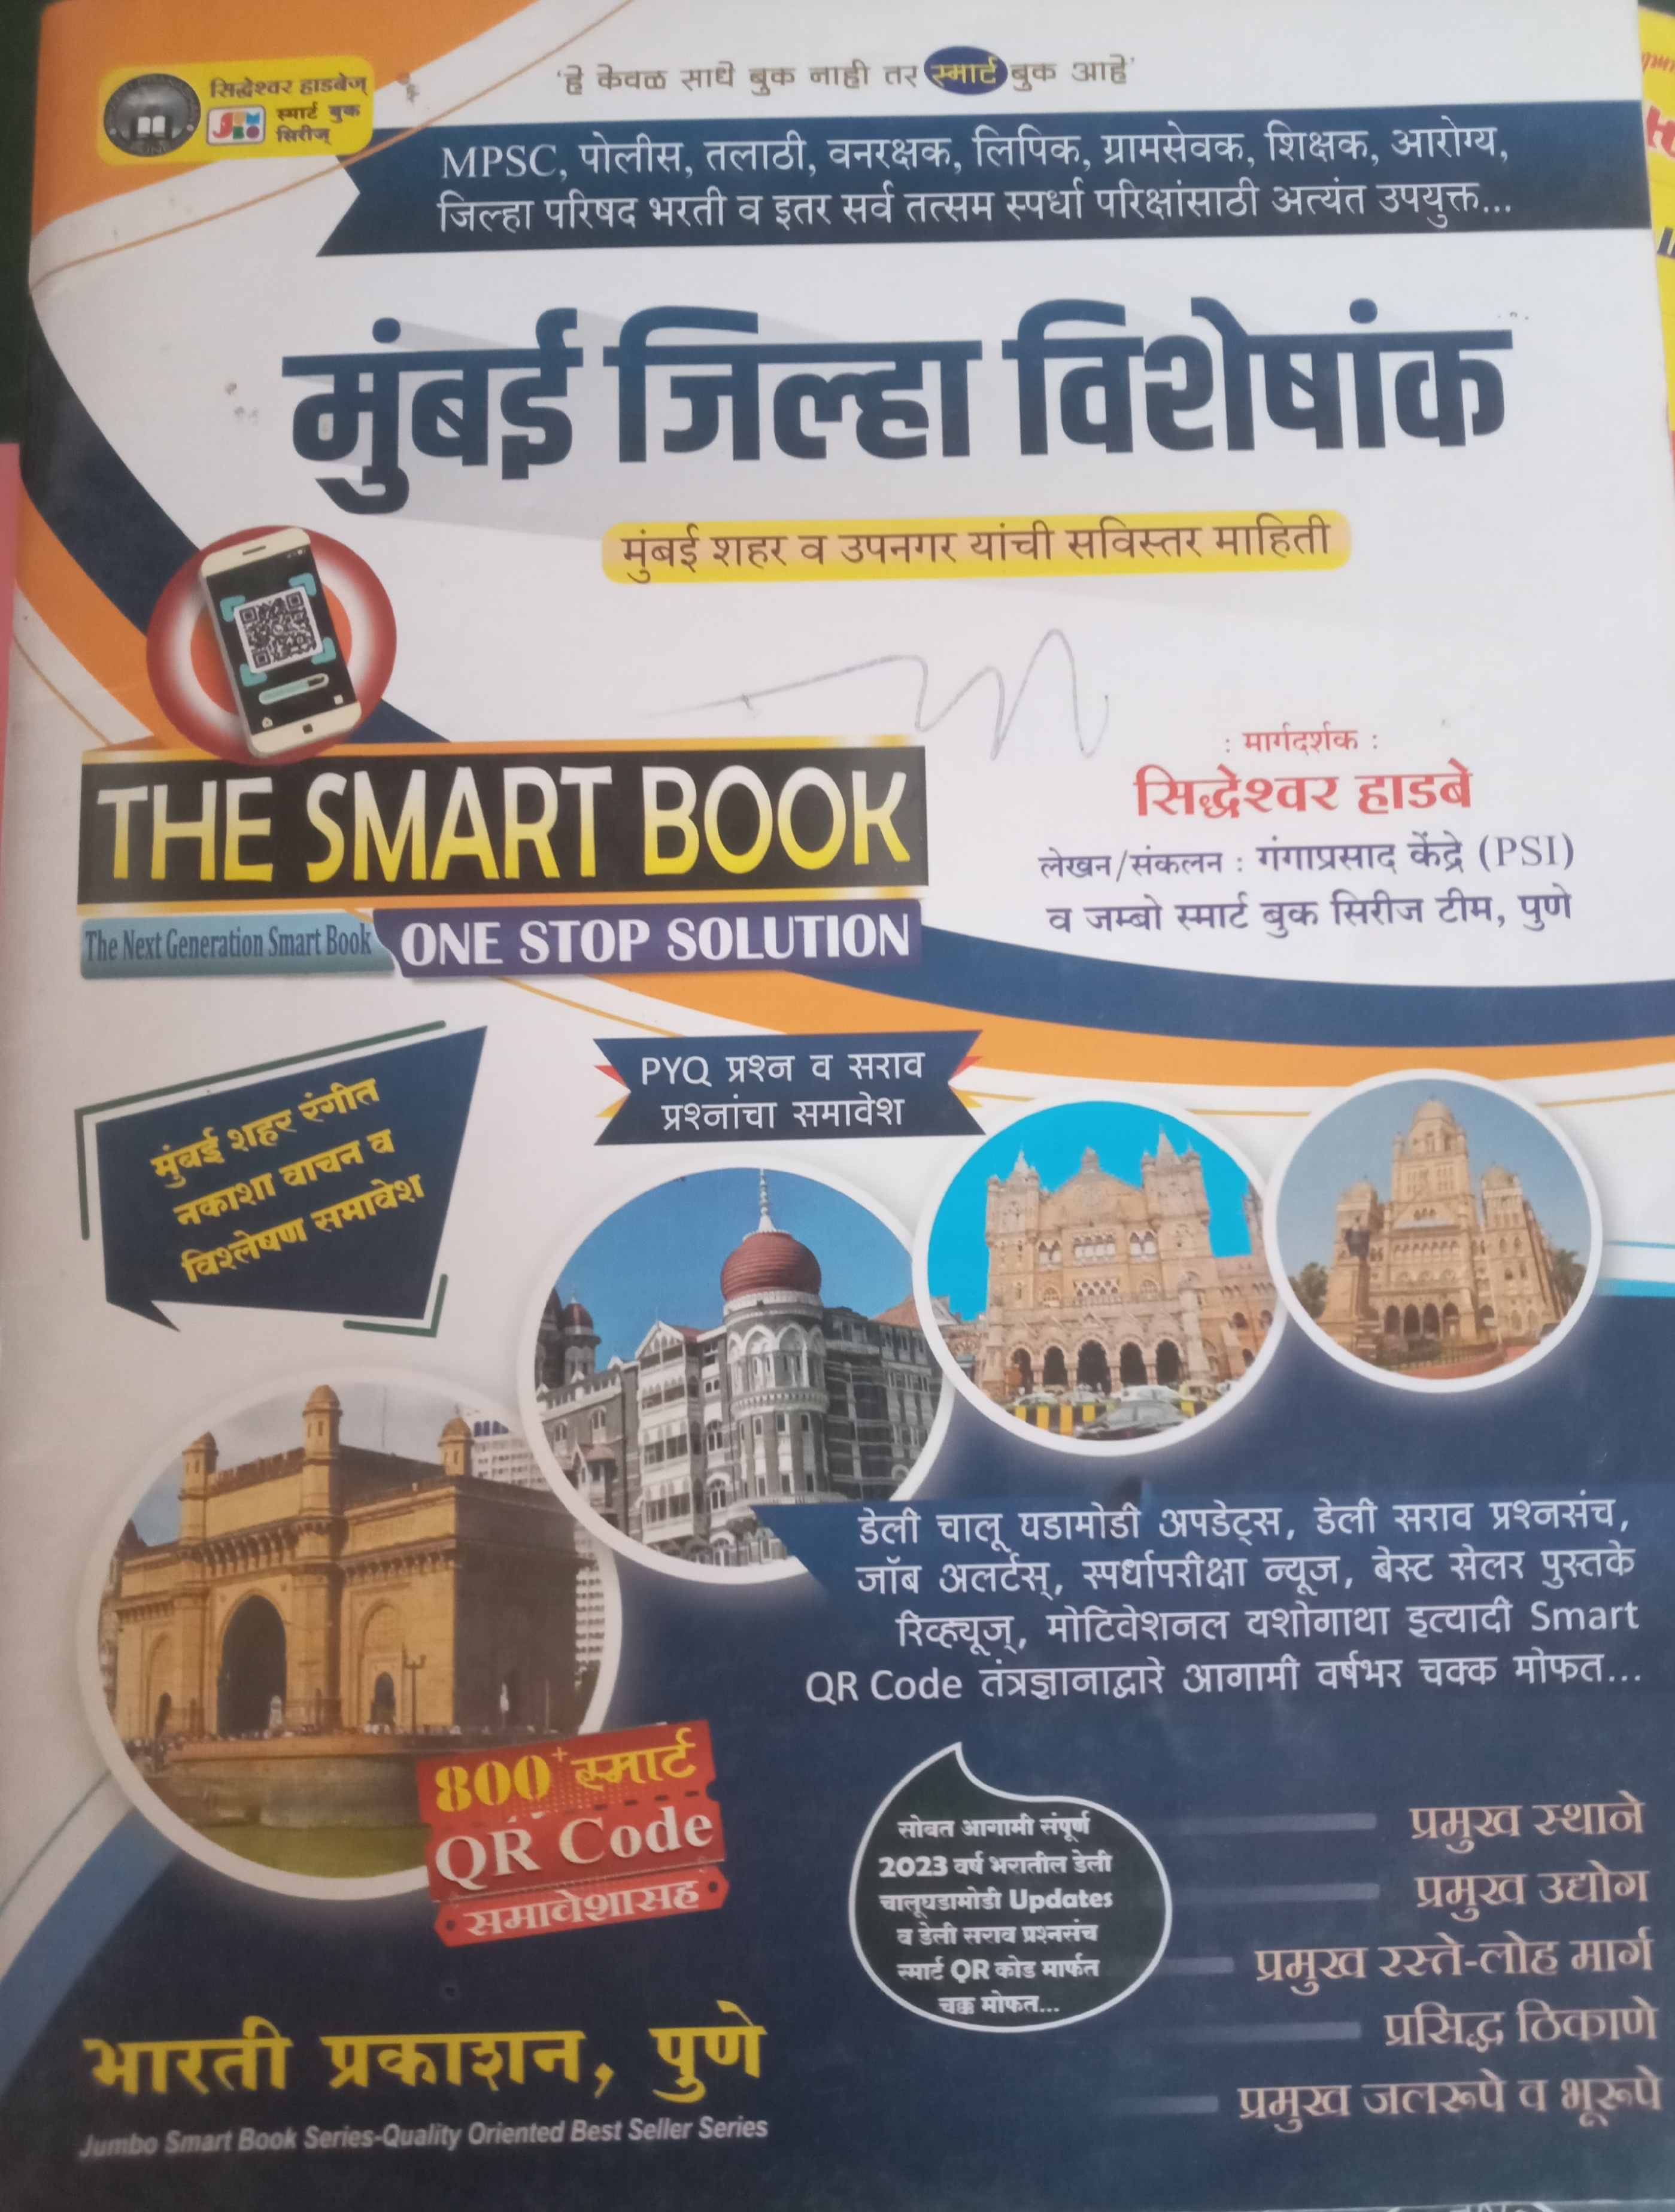 सिद्धेश्वर हाडबेज्
स्मार्ट बुक
सिरीज्
'हे केवळ साधे बुक नाही तर स्मार्ट बुक आहे'
MPSC, पोलीस, तलाठी, वनरक्षक, लिपिक, ग्रामसेवक, शिक्षक, आरोग्य,
जिल्हा परिषद भरती व इतर सर्व तत्सम स्पर्धा परिक्षांसाठी अत्यंत उपयुक्त...
मुंबई जिल्हा विशेषांक
मुंबई शहर व उपनगर यांची सविस्तर माहिती
THE SMART BOOK
The Next Generation Smart Book
ONE STOP SOLUTION
: मार्गदर्शक :
सिद्धेश्वर हाडबे
लेखन/संकलन : गंगाप्रसाद केंद्रे (PSI)
व जम्बो स्मार्ट बुक सिरीज टीम, पुणे
मुंबई शहर रंगीत
नकाशा वाचन व
विश्लेषण समावेश
PYQ प्रश्न व सराव
प्रश्नांचा समावेश
डेली चालू घडामोडी अपडेट्स, डेली सराव प्रश्नसंच,
जॉब अलर्टस्, स्पर्धापरीक्षा न्यूज, बेस्ट सेलर पुस्तके
रिव्ह्यूज्, मोटिवेशनल यशोगाथा इत्यादी Smart
QR Code तंत्रज्ञानाद्वारे आगामी वर्षभर चक्क मोफत...
800+ स्मार्ट
QR Code
समावेशासह
सोबत आगामी संपूर्ण
2023 वर्ष भरातील डेली
चालूघडामोडी Updates
व डेली सराव प्रश्नसंच
स्मार्ट QR कोड मार्फत
चक्क मोफत...
प्रमुख स्थाने
प्रमुख उद्योग
प्रमुख रस्ते-लोह मार्ग
प्रसिद्ध ठिकाणे
प्रमुख जलरूपे व भूरूपे
भारती प्रकाशन, पुणे
Jumbo Smart Book Series-Quality Oriented Best Seller Series